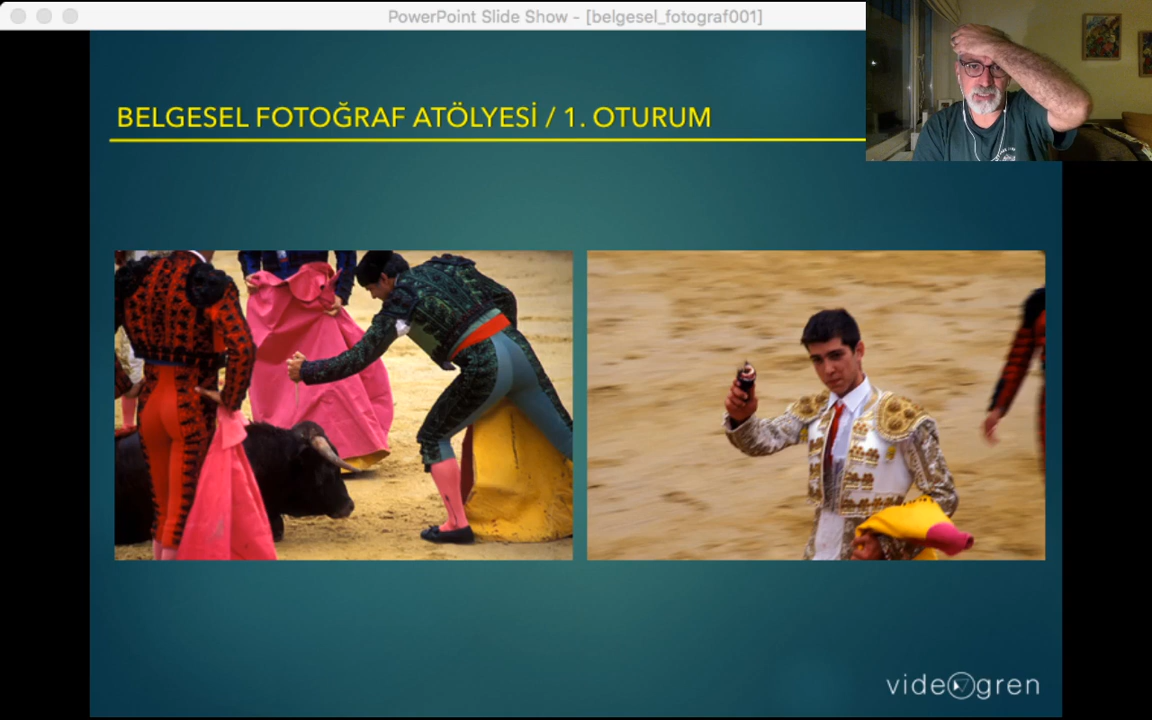 PowerPoint Slide Show - [belgesel_fotograf001]
BELGESEL FOTOĞRAF ATÖLYESİ / 1. OTURUM
videogren